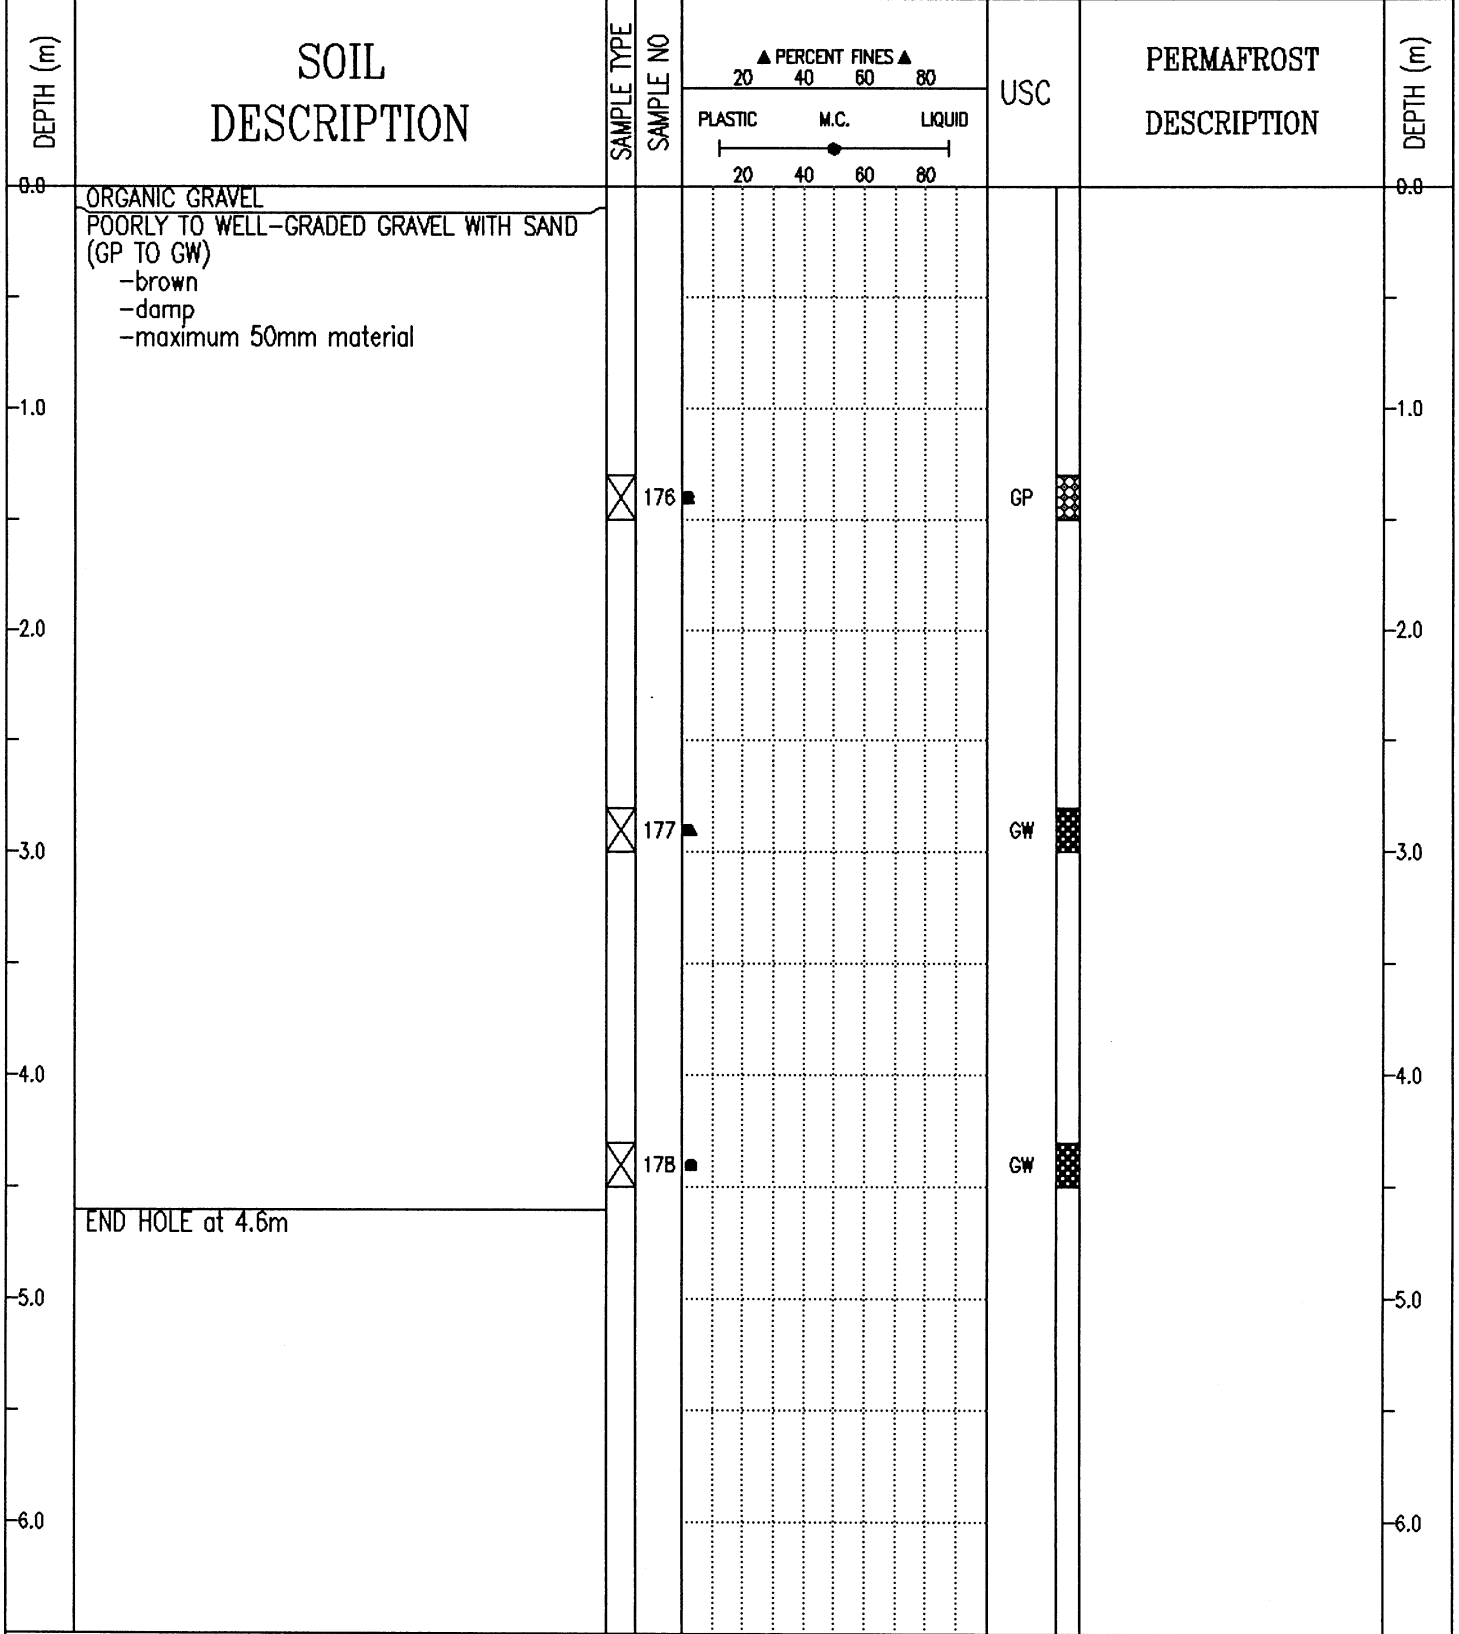 DEPTH (m)
SOIL
DESCRIPTION
SAMPLE TYPE
SAMPLE NO
▲ PERCENT FINES ▲
20 40 60 80
PLASTIC M.C. LIQUID
20 40 60 80
USC
PERMAFROST
DESCRIPTION
DEPTH (m)
0.0
ORGANIC GRAVEL
0.0
POORLY TO WELL-GRADED GRAVEL WITH SAND
(GP TO GW)
-brown
-damp
-maximum 50mm material
1.0
1.0
176
GP
2.0
2.0
177
GW
3.0
3.0
4.0
4.0
178
GW
END HOLE at 4.6m
5.0
5.0
6.0
6.0